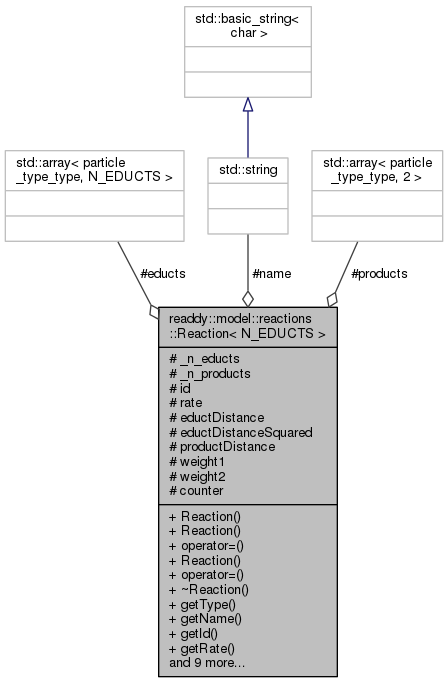 std::basic_string<
char >
std::array< particle
_type_type, N_EDUCTS >
std::string
std::array< particle
_type_type, 2 >
#educts
#name
#products
readdy::model::reactions
::Reaction< N_EDUCTS >
# _n_educts
# _n_products
# id
# rate
# eductDistance
# eductDistanceSquared
# productDistance
# weight1
# weight2
# counter
+ Reaction()
+ Reaction()
+ operator=()
+ Reaction()
+ operator=()
+ ~Reaction()
+ getType()
+ getName()
+ getId()
+ getRate()
and 9 more...